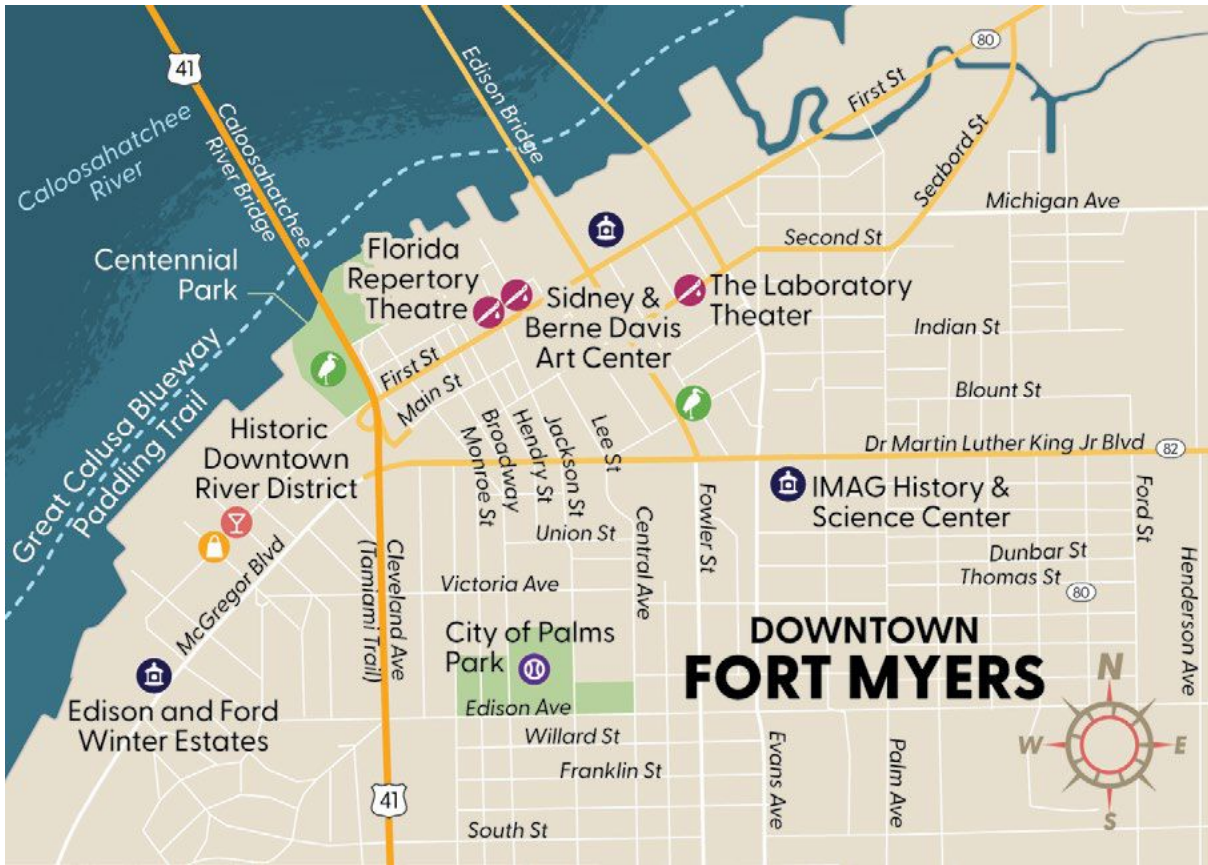 41
Edison Bridge
80
First St
Caloosahatchee
River
Caloosahatchee
River Bridge
Seabord St
Michigan Ave
Second St
Centennial
Park
Florida
Repertory
Theatre
Sidney &
Berne Davis
Art Center
The Laboratory
Theater
Indian St
Blount St
First St
Main St
Great Calusa Blueway
Paddling Trail
Historic
Downtown
River District
Monroe St
Broadway
Hendry St
Jackson St
Lee St
Dr Martin Luther King Jr Blvd
82
IMAG History &
Science Center
Union St
Central Ave
Fowler St
Ford St
Dunbar St
Thomas St
80
Henderson Ave
McGregor Blvd
Cleveland Ave
(Tamiami Trail)
Victoria Ave
City of Palms
Park
DOWNTOWN
FORT MYERS
N
W
E
S
Edison and Ford
Winter Estates
Edison Ave
Willard St
Franklin St
Evans Ave
Palm Ave
41
South St